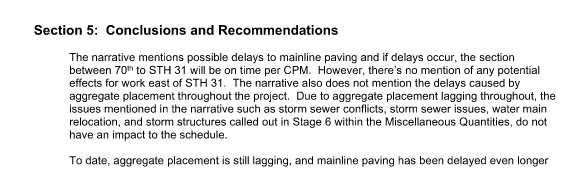 Section 5:  Conclusions and Recommendations
The narrative mentions possible delays to mainline paving and if delays occur, the section
between 70th to STH 31 will be on time per CPM.  However, there's no mention of any potential
effects for work east of STH 31.  The narrative also does not mention the delays caused by
aggregate placement throughout the project.  Due to aggregate placement lagging throughout, the
issues mentioned in the narrative such as storm sewer conflicts, storm sewer issues, water main
relocation, and storm structures called out in Stage 6 within the Miscellaneous Quantities, do not
have an impact to the schedule.
To date, aggregate placement is still lagging, and mainline paving has been delayed even longer